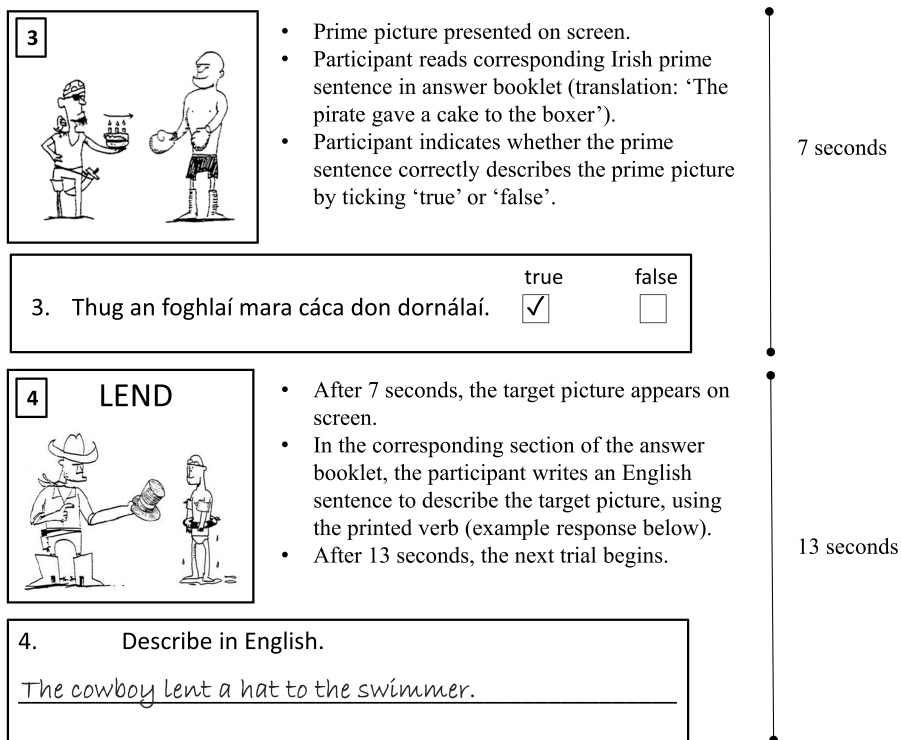 3
• Prime picture presented on screen.
• Participant reads corresponding Irish prime
sentence in answer booklet (translation: ‘The
pirate gave a cake to the boxer’).
• Participant indicates whether the prime
sentence correctly describes the prime picture
by ticking ‘true’ or ‘false’.
7 seconds
true false
3. Thug an foghlaí mara cáca don dornálaí.
4 LEND
• After 7 seconds, the target picture appears on
screen.
• In the corresponding section of the answer
booklet, the participant writes an English
sentence to describe the target picture, using
the printed verb (example response below).
• After 13 seconds, the next trial begins.
13 seconds
4. Describe in English.
The cowboy lent a hat to the swimmer.